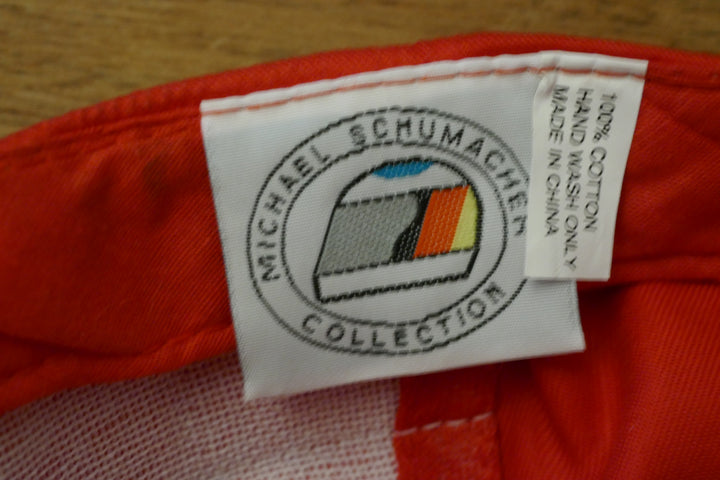 MICHAEL SCHUMACHER
COLLECTION
100% COTTON
HAND WASH ONLY
MADE IN CHINA